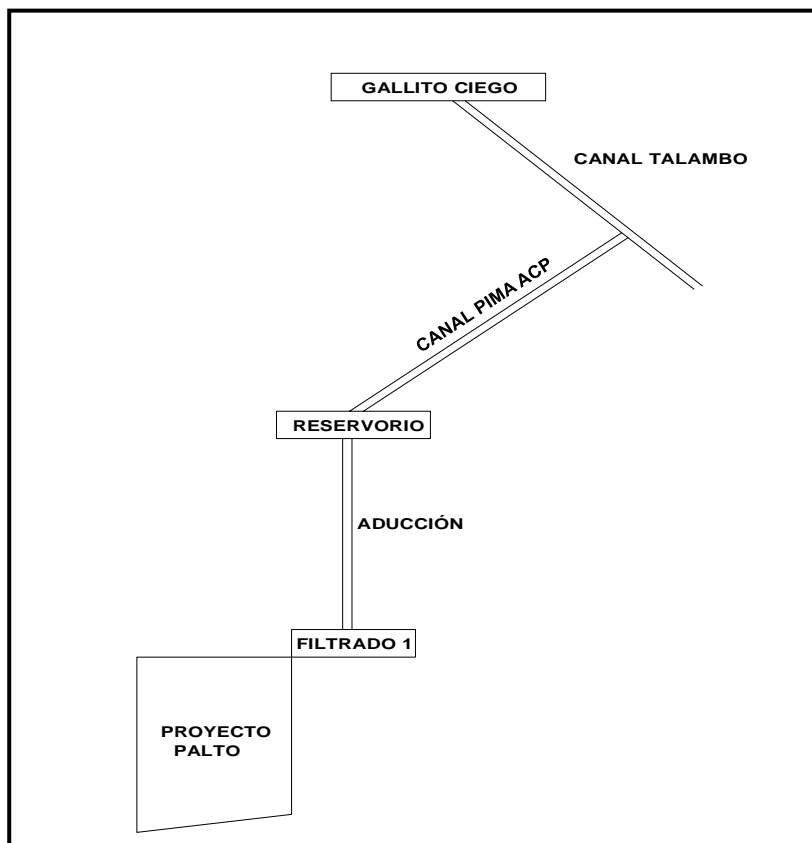 GALLITO CIEGO
CANAL TALAMBO
CANAL PIMA ACP
RESERVORIO
ADUCCIÓN
FILTRADO 1
PROYECTO
PALTO